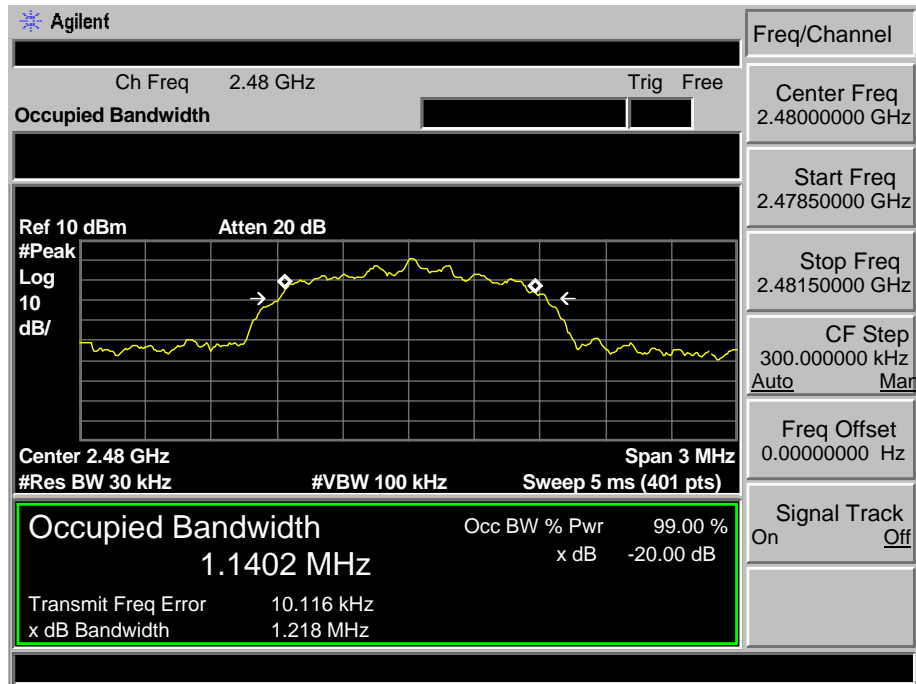 Agilent
Freq/Channel
Ch Freq 2.48 GHz Trig Free
Occupied Bandwidth
Center Freq
2.48000000 GHz
Start Freq
2.47850000 GHz
Stop Freq
2.48150000 GHz
CF Step
300.000000 kHz
Auto Man
Freq Offset
0.00000000 Hz
Signal Track
On Off
Ref 10 dBm Atten 20 dB
#Peak
Log
10
dB/
Center 2.48 GHz Span 3 MHz
#Res BW 30 kHz #VBW 100 kHz Sweep 5 ms (401 pts)
Occupied Bandwidth
1.1402 MHz
Occ BW % Pwr 99.00 %
x dB -20.00 dB
Transmit Freq Error 10.116 kHz
x dB Bandwidth 1.218 MHz